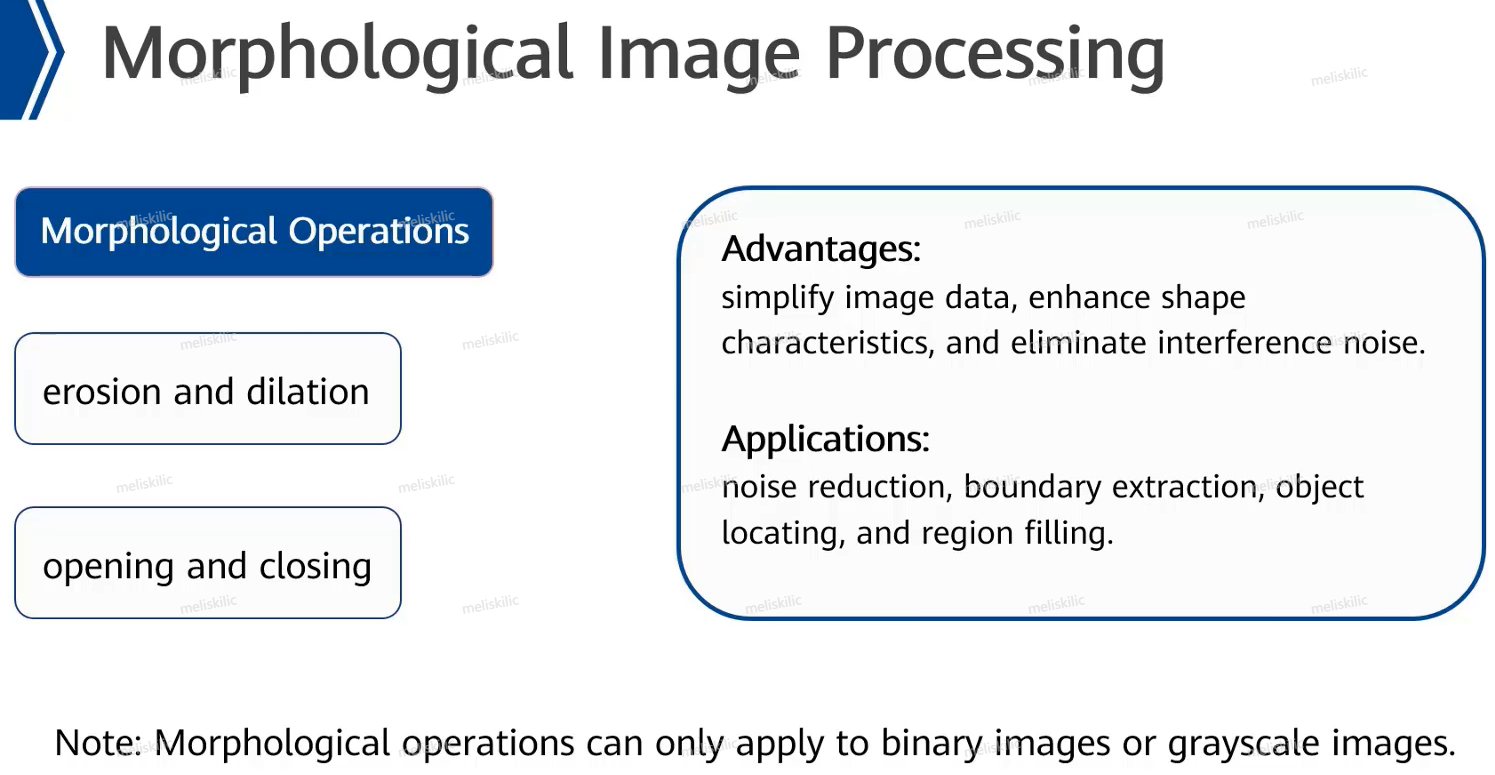 Morphological Image Processing
Morphological Operations
erosion and dilation
opening and closing
Advantages:
simplify image data, enhance shape
characteristics, and eliminate interference noise.
Applications:
noise reduction, boundary extraction, object
locating, and region filling.
Note: Morphological operations can only apply to binary images or grayscale images.
meliskilic